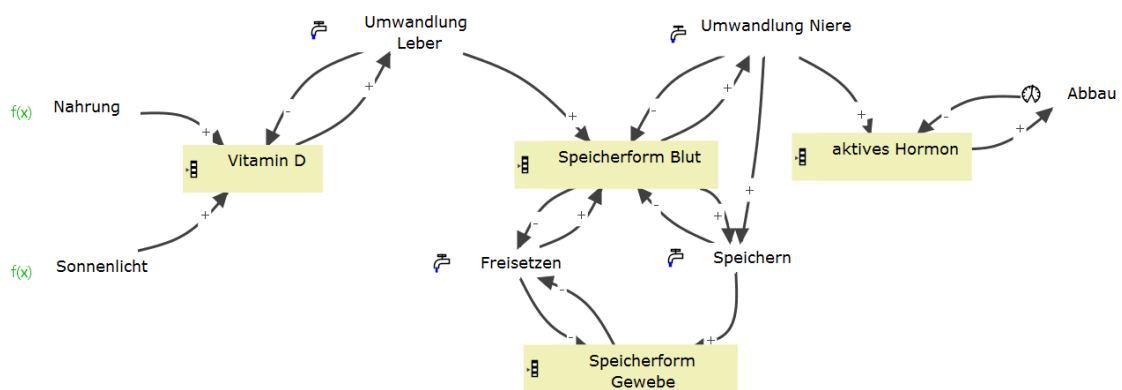 Umwandlung
Leber
Umwandlung Niere
f(x)
Nahrung
Abbau
Vitamin D
Speicherform Blut
aktives Hormon
f(x)
Sonnenlicht
Freisetzen
Speichern
Speicherform
Gewebe
-
+
+
+
+
-
+
+
-
+
-
+
+
-
+
-
-
+